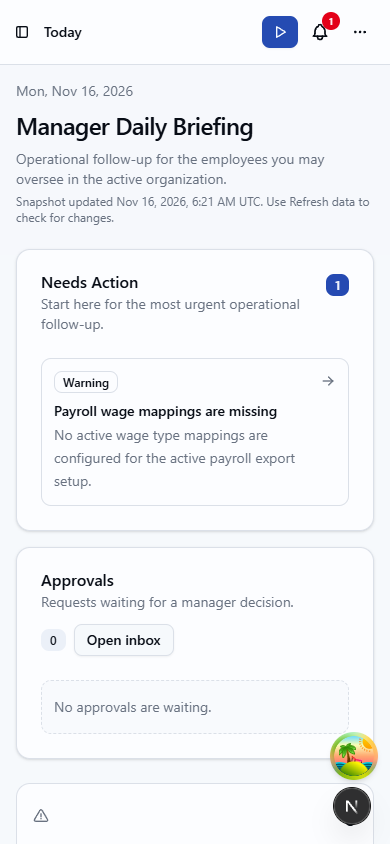 Today
1
Mon, Nov 16, 2026
Manager Daily Briefing
Operational follow-up for the employees you may
oversee in the active organization.
Snapshot updated Nov 16, 2026, 6:21 AM UTC. Use Refresh data to
check for changes.
Needs Action
1
Start here for the most urgent operational
follow-up.
Warning
Payroll wage mappings are missing
No active wage type mappings are
configured for the active payroll export
setup.
Approvals
Requests waiting for a manager decision.
0
Open inbox
No approvals are waiting.
N